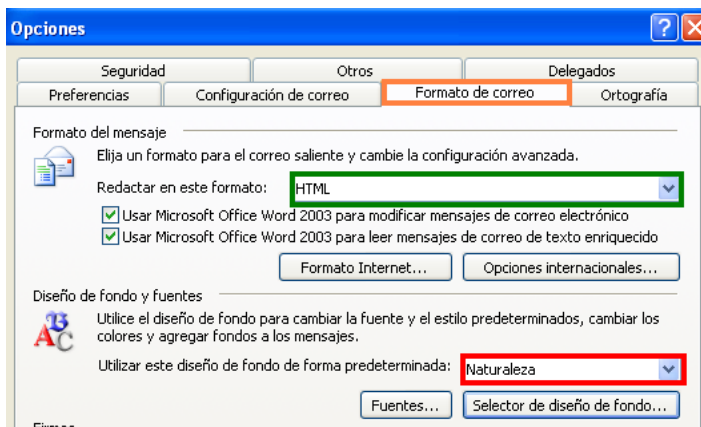 Opciones
Seguridad Otros Delegados
Preferencias Configuración de correo Formato de correo Ortografía
Formato del mensaje
Elija un formato para el correo saliente y cambie la configuración avanzada.
Redactar en este formato: HTML
Usar Microsoft Office Word 2003 para modificar mensajes de correo electrónico
Usar Microsoft Office Word 2003 para leer mensajes de correo de texto enriquecido
Formato Internet... Opciones internacionales...
Diseño de fondo y fuentes
Utilice el diseño de fondo para cambiar la fuente y el estilo predeterminados, cambiar los
colores y agregar fondos a los mensajes.
Utilizar este diseño de fondo de forma predeterminada: Naturaleza
Fuentes... Selector de diseño de fondo...